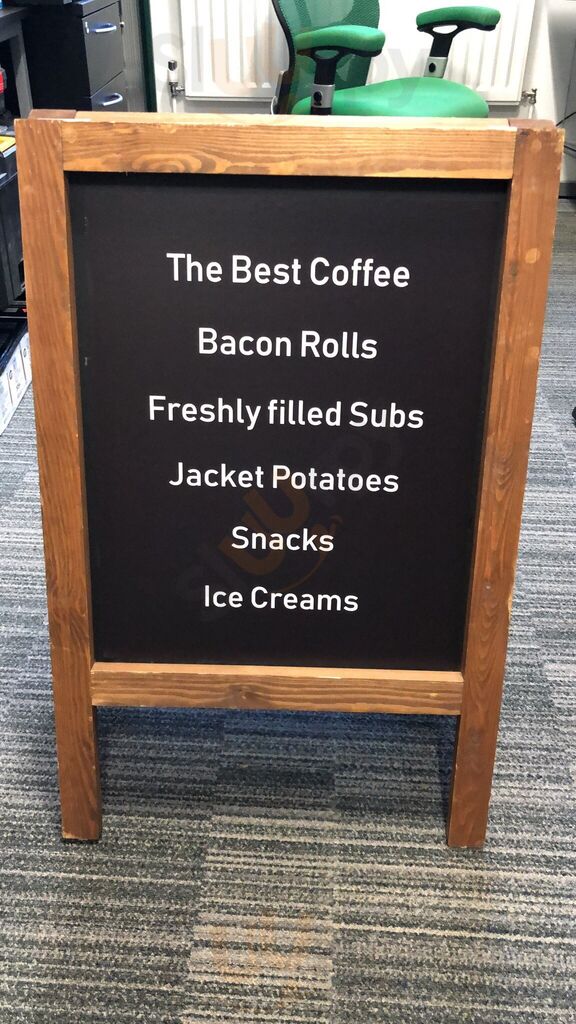 The Best Coffee
Bacon Rolls
Freshly filled Subs
Jacket Potatoes
Snacks
Ice Creams